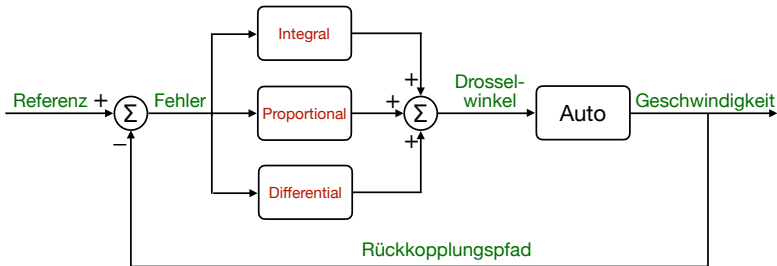 Integral
Referenz
+
Σ
−
Fehler
Proportional
Differential
+
+
+
Σ
Drossel-
winkel
Auto
Geschwindigkeit
Rückkopplungspfad